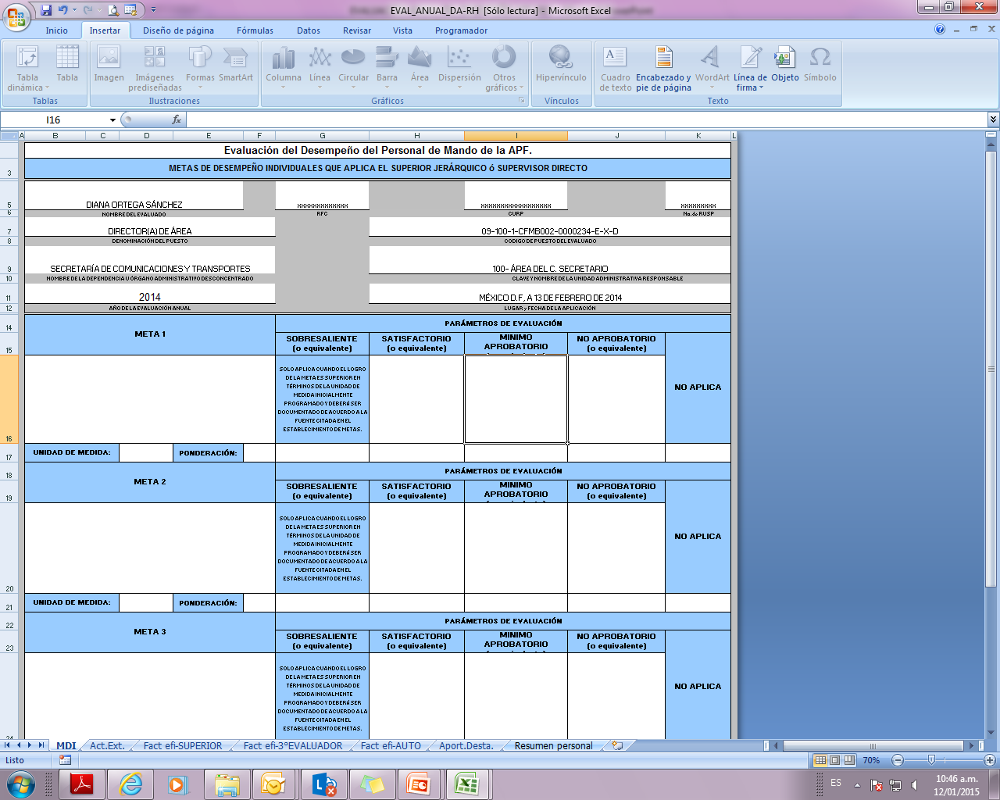 EVAL_ANUAL_DA-RH [Sólo lectura] - Microsoft Excel
Inicio Insertar Diseño de página Fórmulas Datos Revisar Vista Programador
Tabla dinámica Tabla Imagen Imágenes prediseñadas Formas SmartArt Columna Línea Circular Barra Área Dispersión Otros gráficos Hipervínculo Cuadro de texto Encabezado y pie de página WordArt Línea de firma Objeto Símbolo
Tablas Ilustraciones Gráficos Vínculos Texto
I16 fx
A B C D E F G H I J K L
Evaluación del Desempeño del Personal de Mando de la APF.
3 METAS DE DESEMPEÑO INDIVIDUALES QUE APLICA EL SUPERIOR JERÁRQUICO ó SUPERVISOR DIRECTO
5 DIANA ORTEGA SÁNCHEZ xxxxxxxxxxxxx xxxxxxxxxxxxxxxxxx xxxxxxxxx
6 NOMBRE DEL EVALUADO RFC CURP No. de RUSP
7 DIRECTOR(A) DE ÁREA 09-100-1-CFMB002-0000234-E-X-D
8 DENOMINACIÓN DEL PUESTO CODIGO DE PUESTO DEL EVALUADO
9 SECRETARÍA DE COMUNICACIONES Y TRANSPORTES 100- ÁREA DEL C. SECRETARIO
10 NOMBRE DE LA DEPENDENCIA U ÓRGANO ADMINISTRATIVO DESCONCENTRADO CLAVE Y NOMBRE DE LA UNIDAD ADMINISTRATIVA RESPONSABLE
11 2014 MÉXICO D.F, A 13 DE FEBRERO DE 2014
12 AÑO DE LA EVALUACIÓN ANUAL LUGAR y FECHA DE LA APLICACIÓN
14 META 1 PARÁMETROS DE EVALUACIÓN
15 SOBRESALIENTE (o equivalente) SATISFACTORIO (o equivalente) MINIMO APROBATORIO NO APROBATORIO (o equivalente)
16 SOLO APLICA CUANDO EL LOGRO DE LA META ES SUPERIOR EN TÉRMINOS DE LA UNIDAD DE MEDIDA INICIALMENTE PROGRAMADO Y DEBERá SER DOCUMENTADO DE ACUERDO A LA FUENTE CITADA EN EL ESTABLECIMIENTO DE METAS. NO APLICA
17 UNIDAD DE MEDIDA: PONDERACIÓN:
18 META 2 PARÁMETROS DE EVALUACIÓN
19 SOBRESALIENTE (o equivalente) SATISFACTORIO (o equivalente) MINIMO APROBATORIO NO APROBATORIO (o equivalente)
20 SOLO APLICA CUANDO EL LOGRO DE LA META ES SUPERIOR EN TÉRMINOS DE LA UNIDAD DE MEDIDA INICIALMENTE PROGRAMADO Y DEBERá SER DOCUMENTADO DE ACUERDO A LA FUENTE CITADA EN EL ESTABLECIMIENTO DE METAS. NO APLICA
21 UNIDAD DE MEDIDA: PONDERACIÓN:
22 META 3 PARÁMETROS DE EVALUACIÓN
23 SOBRESALIENTE (o equivalente) SATISFACTORIO (o equivalente) MINIMO APROBATORIO NO APROBATORIO (o equivalente)
24 SOLO APLICA CUANDO EL LOGRO DE LA META ES SUPERIOR EN TÉRMINOS DE LA UNIDAD DE MEDIDA INICIALMENTE PROGRAMADO Y DEBERá SER DOCUMENTADO DE ACUERDO A LA FUENTE CITADA EN EL ESTABLECIMIENTO DE METAS. NO APLICA
MDI Act.Ext. Fact efi-SUPERIOR Fact efi-3°EVALUADOR Fact efi-AUTO Aport.Desta. Resumen personal
Listo 70%
ES 10:46 a.m.
12/01/2015